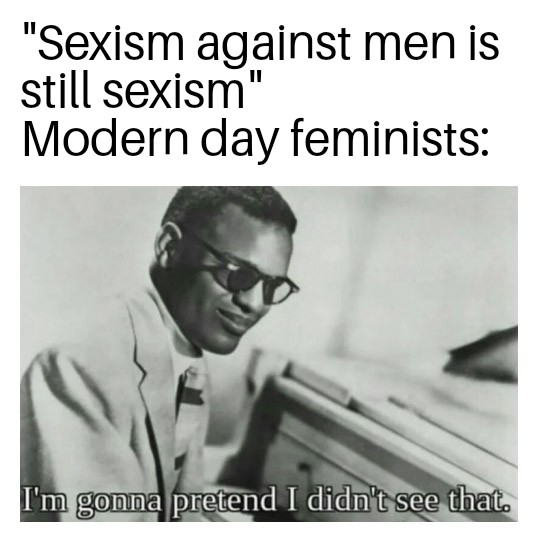 "Sexism against men is
still sexism"
Modern day feminists:
I'm gonna pretend I didn't see that.